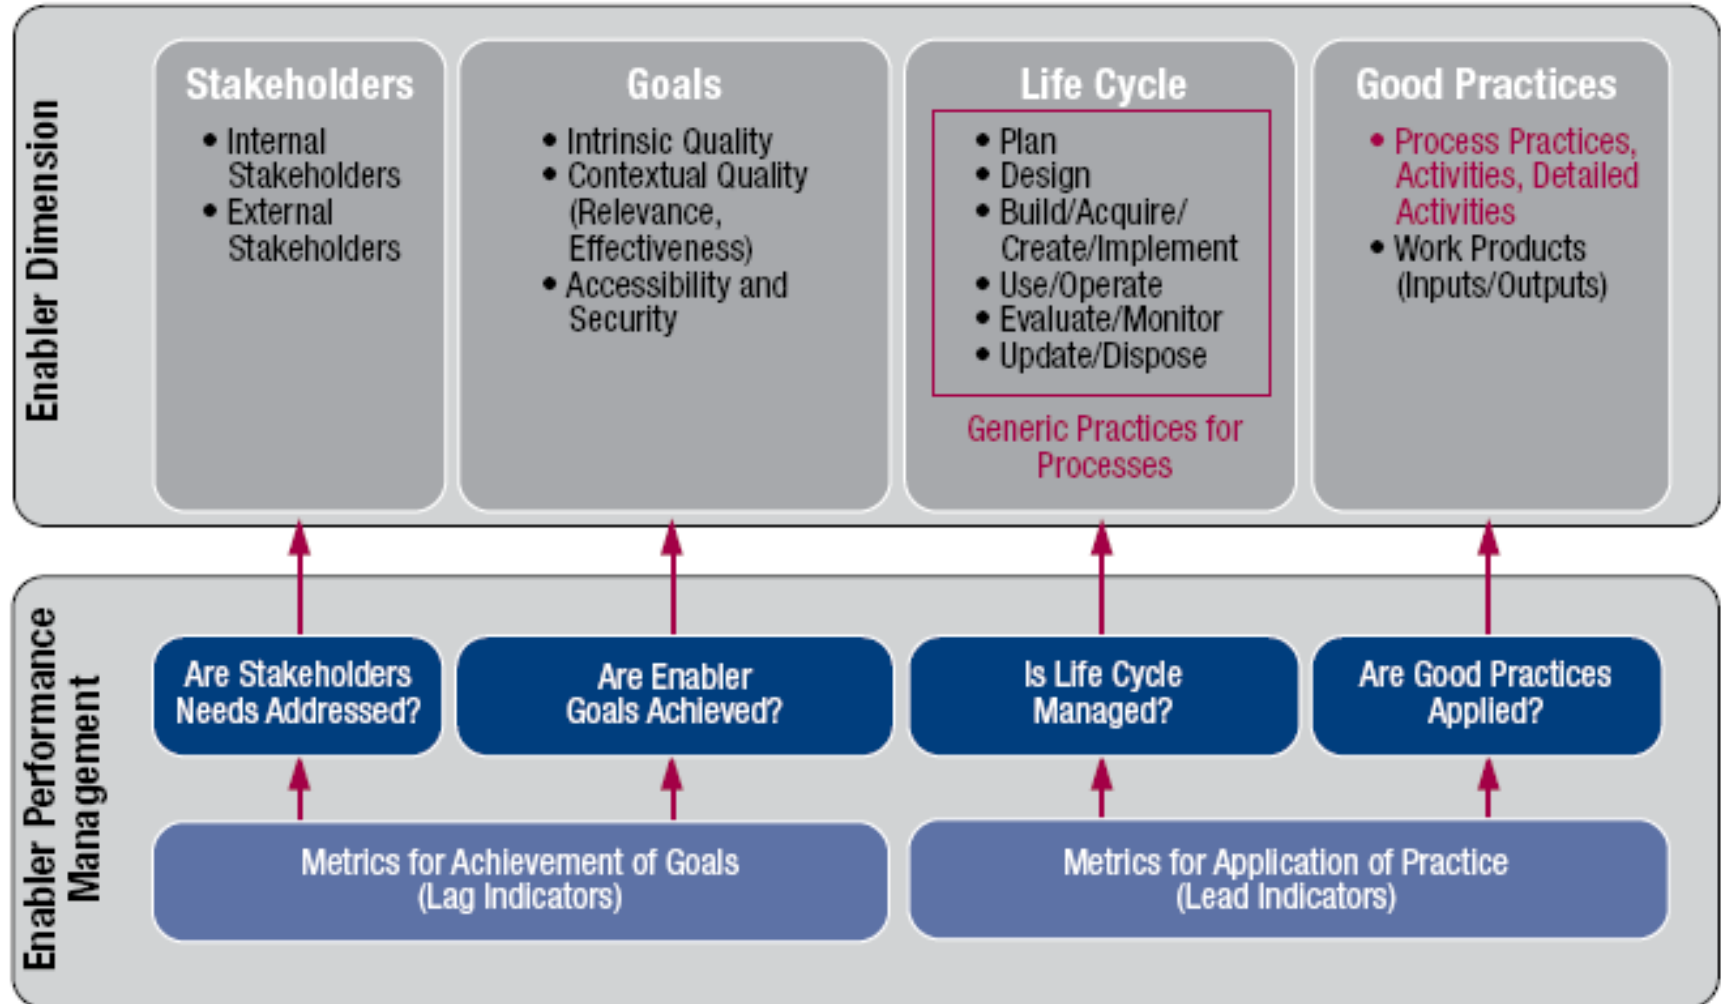 Enabler Dimension
Stakeholders
• Internal
Stakeholders
• External
Stakeholders
Goals
• Intrinsic Quality
• Contextual Quality
(Relevance,
Effectiveness)
• Accessibility and
Security
Life Cycle
• Plan
• Design
• Build/Acquire/
Create/Implement
• Use/Operate
• Evaluate/Monitor
• Update/Dispose
Generic Practices for
Processes
Good Practices
• Process Practices,
Activities, Detailed
Activities
• Work Products
(Inputs/Outputs)
Enabler Performance
Management
Are Stakeholders
Needs Addressed?
Are Enabler
Goals Achieved?
Is Life Cycle
Managed?
Are Good Practices
Applied?
Metrics for Achievement of Goals
(Lag Indicators)
Metrics for Application of Practice
(Lead Indicators)